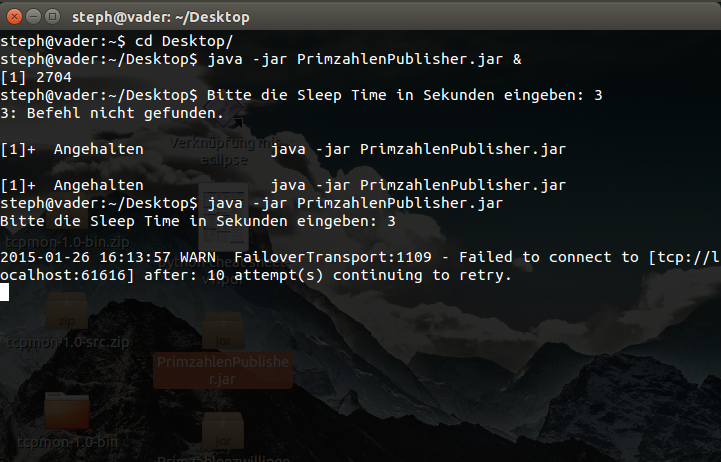 steph@vader: ~/Desktop
steph@vader:~$ cd Desktop/
steph@vader:~/Desktop$ java -jar PrimzahlenPublisher.jar &
[1] 2704
steph@vader:~/Desktop$ Bitte die Sleep Time in Sekunden eingeben: 3
3: Befehl nicht gefunden.
Verknüpfung mit
eclipse
[1]+  Angehalten              java -jar PrimzahlenPublisher.jar
[1]+  Angehalten              java -jar PrimzahlenPublisher.jar
steph@vader:~/Desktop$ java -jar PrimzahlenPublisher.jar
Bitte die Sleep Time in Sekunden eingeben: 3
tcpmon-1.0-bin.zip
2015-01-26 16:13:57 WARN  FailoverTransport:1109 - Failed to connect to [tcp://l
ocalhost:61616] after: 10 attempt(s) continuing to retry.
zip
jar
tcpmon-1.0-src.zip
PrimzahlenPublishe
r.jar
tcpmon-1.0-bin
jar
Primzahlenzwillinge